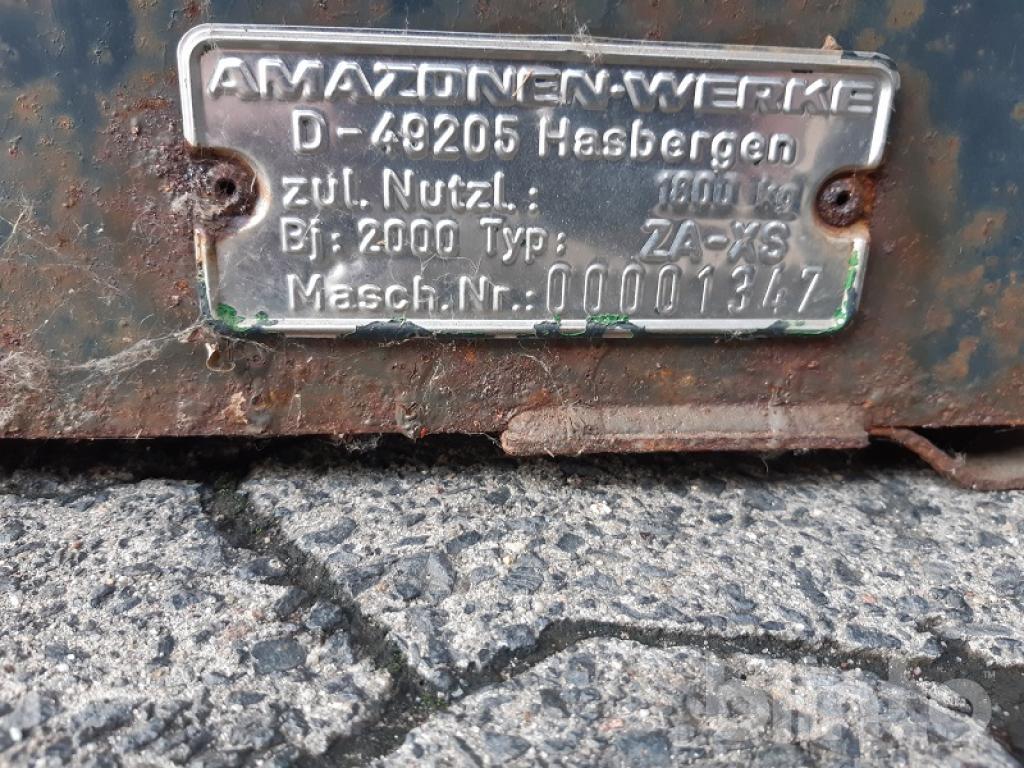 AMAZONEN-WERKE
D-49205 Hasbergen
zul. Nutzl.: 1800 kg
Bj: 2000 Typ: ZA-XS
Masch.Nr.: 00001347